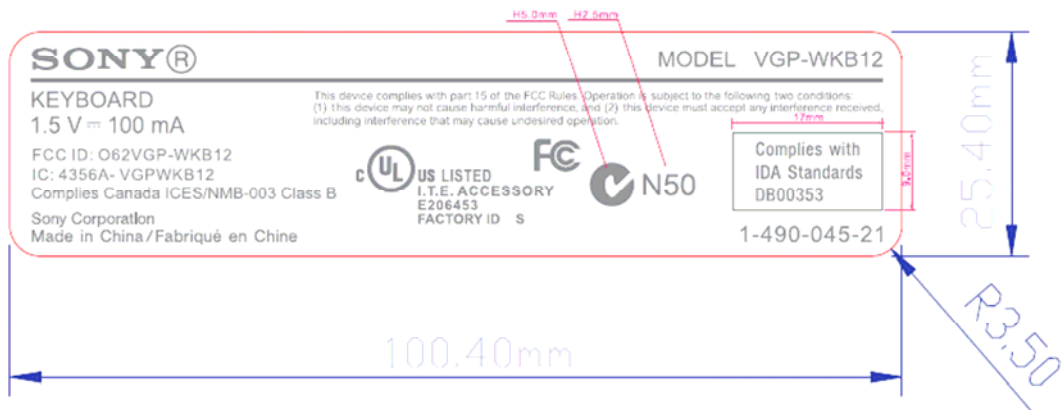 H5.0mm H2.5mm
SONY®
MODEL VGP-WKB12
KEYBOARD
1.5 V ⎓ 100 mA
This device complies with part 15 of the FCC Rules. Operation is subject to the following two conditions:
(1) this device may not cause harmful interference, and (2) this device must accept any interference received,
including interference that may cause undesired operation.
17mm
FCC ID: O62VGP-WKB12
IC: 4356A- VGPWKB12
Complies Canada ICES/NMB-003 Class B
Sony Corporation
Made in China/Fabriqué en Chine
C UL US LISTED
I.T.E. ACCESSORY
E206453
FACTORY ID S
FC
N50
Complies with
IDA Standards
DB00353
9.0mm
1-490-045-21
25.40mm
R3.50
100.40mm